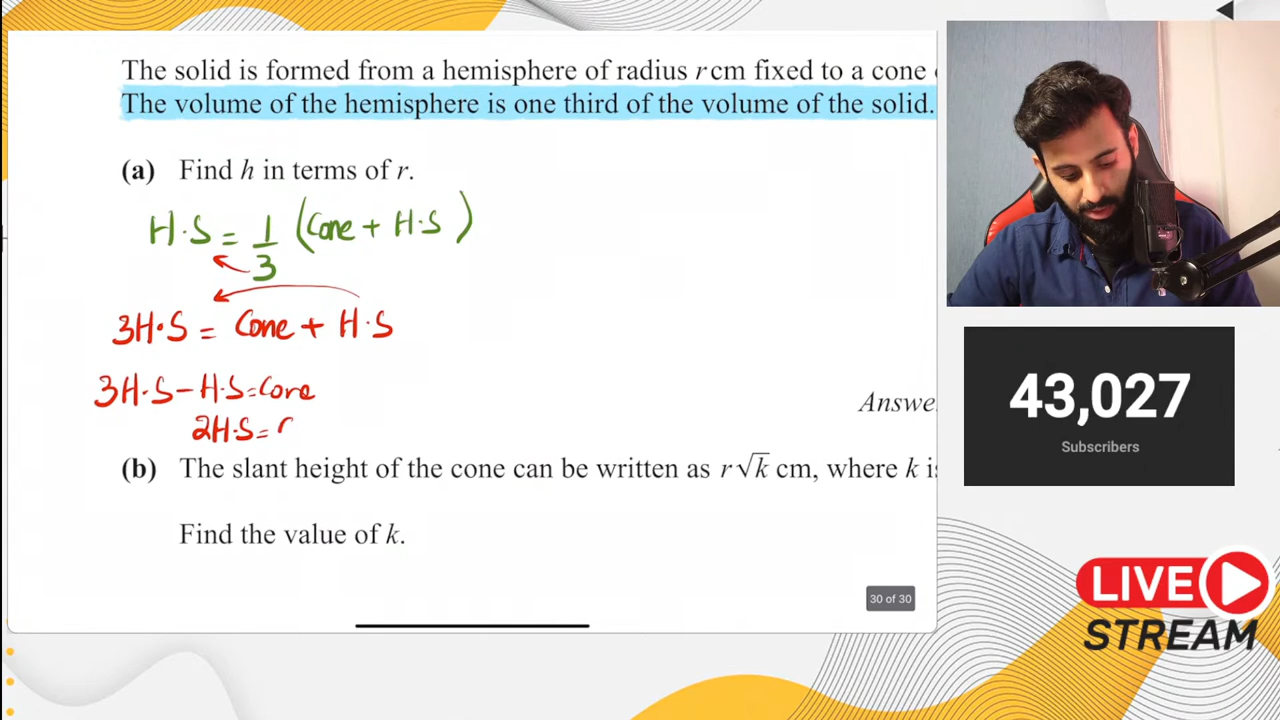 The solid is formed from a hemisphere of radius r cm fixed to a cone
The volume of the hemisphere is one third of the volume of the solid.
(a) Find h in terms of r.
H·S = 1/3 (Cone + H·S)
3H·S = Cone + H·S
3H·S − H·S = Cone
2H·S =
Answe
(b) The slant height of the cone can be written as r√k cm, where k i
Find the value of k.
30 of 30
43,027
Subscribers
LIVE
STREAM